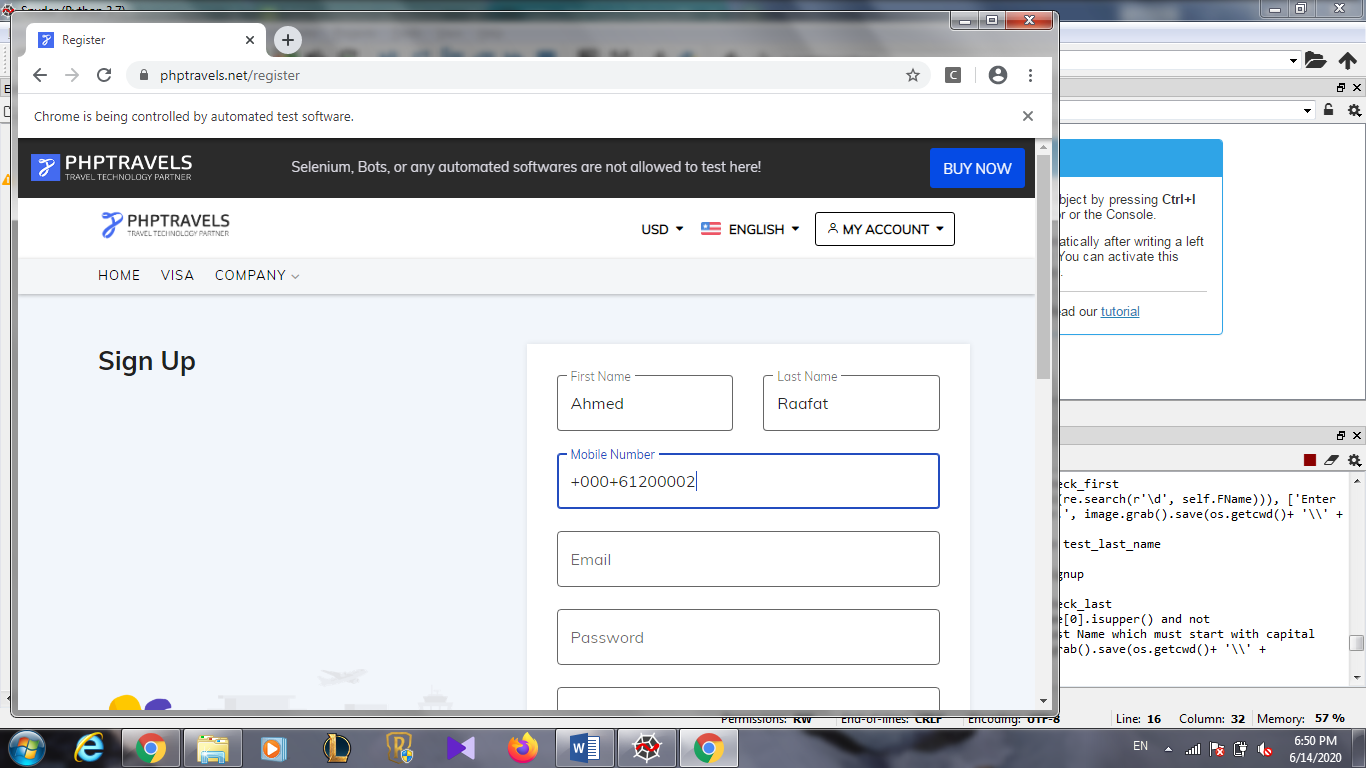 Spyder (Python 3.7)
Register
phptravels.net/register
C
Chrome is being controlled by automated test software.
PHPTRAVELS
TRAVEL TECHNOLOGY PARTNER
Selenium, Bots, or any automated softwares are not allowed to test here!
BUY NOW
PHPTRAVELS
TRAVEL TECHNOLOGY PARTNER
USD
ENGLISH
MY ACCOUNT
HOME VISA COMPANY
Sign Up
First Name
Ahmed
Last Name
Raafat
Mobile Number
+000+61200002
Email
Password
bject by pressing Ctrl+I
r or the Console.
atically after writing a left
You can activate this
ad our tutorial
eck_first
(re.search(r'\d', self.FName))), ['Enter
.', image.grab().save(os.getcwd()+ '\\' +
test_last_name
gnup
eck_last
e[0].isupper() and not
st Name which must start with capital
rab().save(os.getcwd()+ '\\' +
Permissions: RW End-of-lines: CRLF Encoding: UTF-8 Line: 16 Column: 32 Memory: 57 %
EN
6:50 PM
6/14/2020